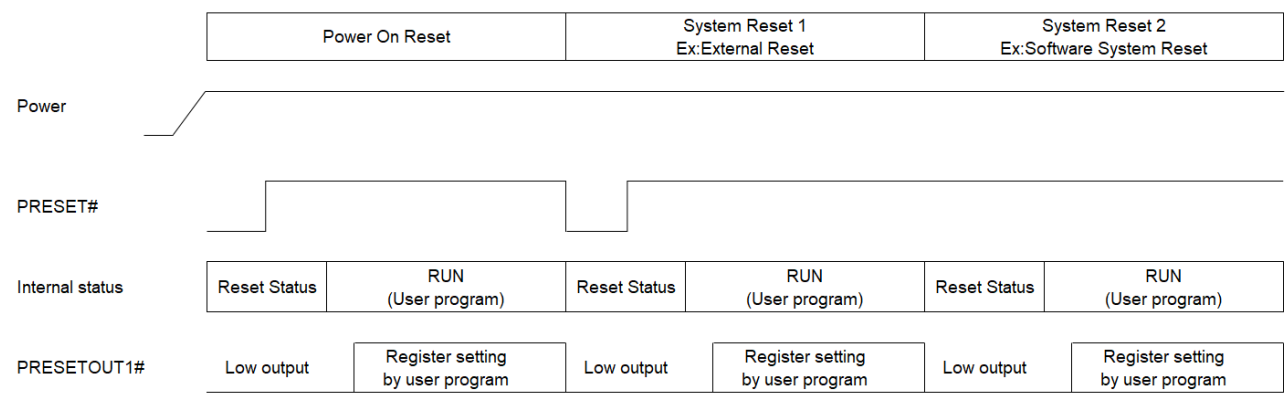 Power On Reset
System Reset 1
Ex:External Reset
System Reset 2
Ex:Software System Reset
Power
PRESET#
Internal status
Reset Status
RUN
(User program)
Reset Status
RUN
(User program)
Reset Status
RUN
(User program)
PRESETOUT1#
Low output
Register setting
by user program
Low output
Register setting
by user program
Low output
Register setting
by user program